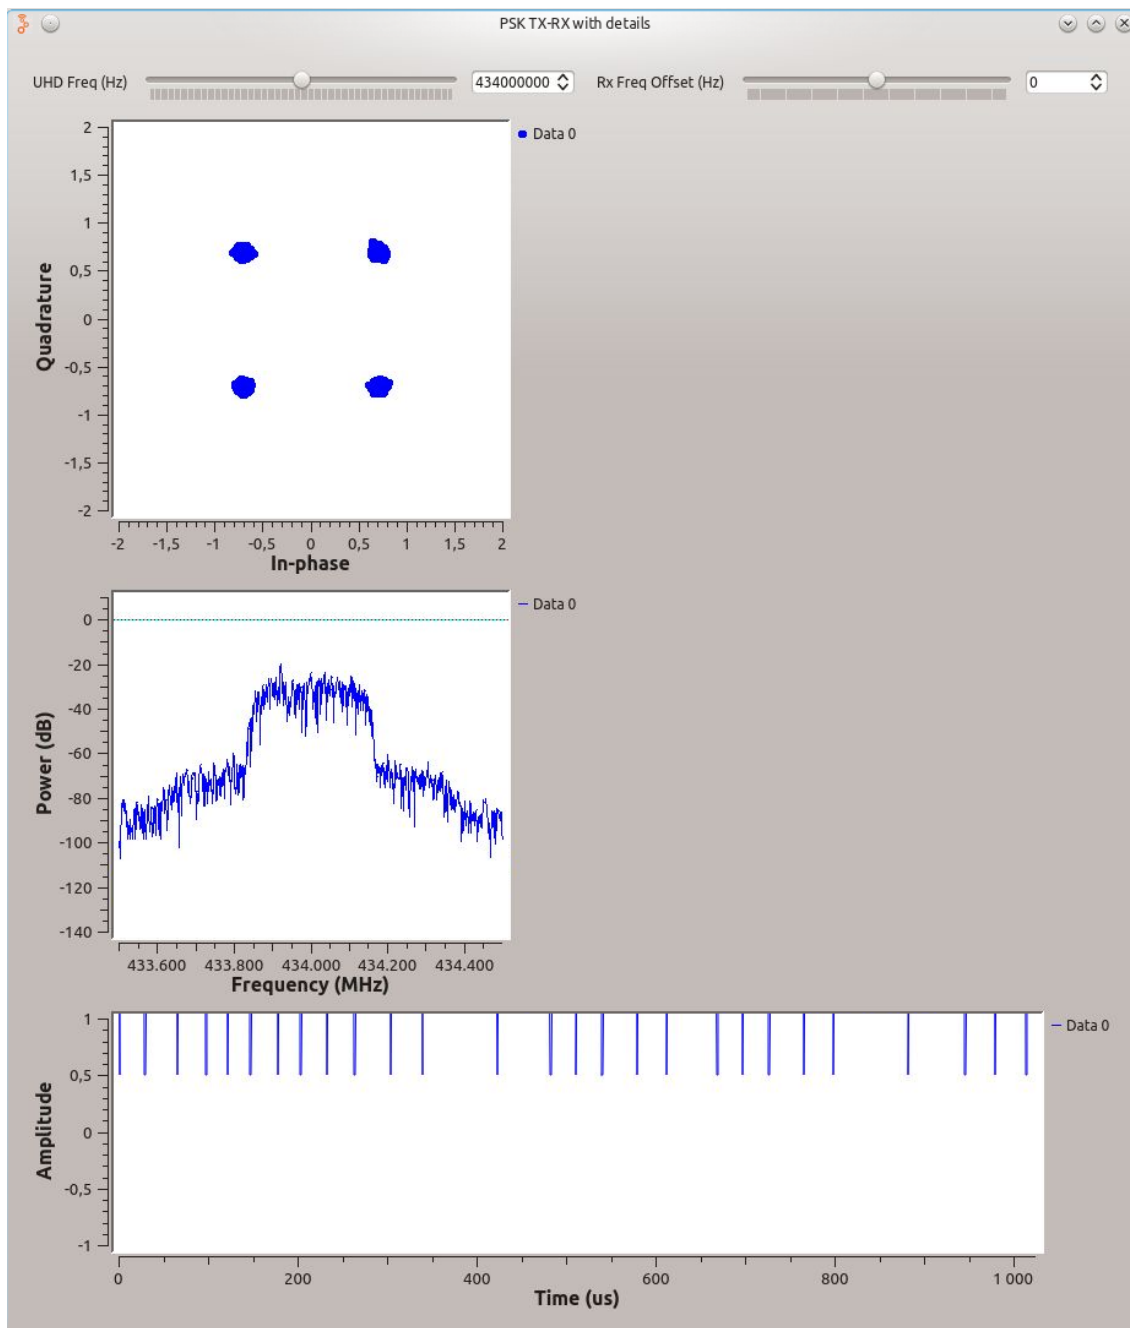 PSK TX-RX with details
UHD Freq (Hz)
434000000
Rx Freq Offset (Hz)
0
2
1,5
1
0,5
0
-0,5
-1
-1,5
-2
Quadrature
Data 0
-2 -1,5 -1 -0,5 0 0,5 1 1,5 2
In-phase
0
-20
-40
-60
-80
-100
-120
-140
Power (dB)
Data 0
433.600 433.800 434.000 434.200 434.400
Frequency (MHz)
1
0,5
0
-0,5
-1
Amplitude
Data 0
0 200 400 600 800 1 000
Time (us)